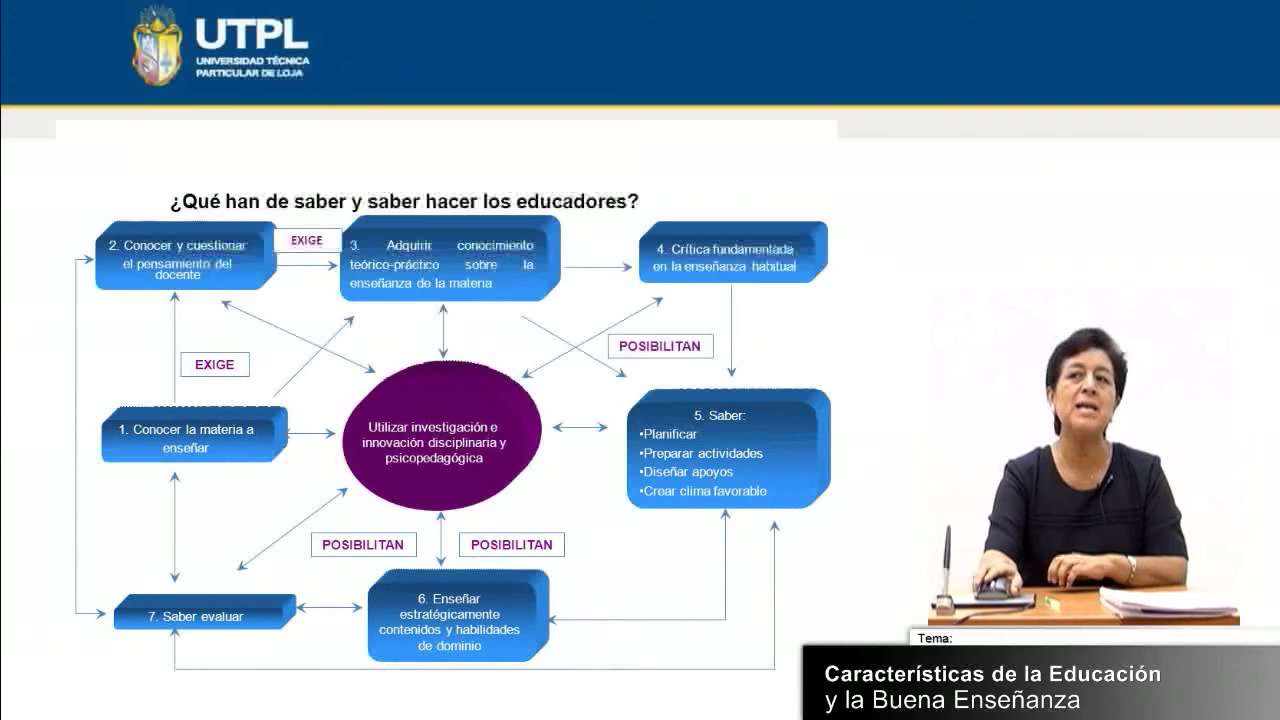 UTPL
UNIVERSIDAD TÉCNICA
PARTICULAR DE LOJA
¿Qué han de saber y saber hacer los educadores?
2. Conocer y cuestionar
el pensamiento del
docente
EXIGE
3. Adquirir conocimiento
teórico-práctico sobre la
enseñanza de la materia
4. Crítica fundamentada
en la enseñanza habitual
EXIGE
POSIBILITAN
1. Conocer la materia a
enseñar
Utilizar investigación e
innovación disciplinaria y
psicopedagógica
5. Saber:
•Planificar
•Preparar actividades
•Diseñar apoyos
•Crear clima favorable
POSIBILITAN
POSIBILITAN
7. Saber evaluar
6. Enseñar
estratégicamente
contenidos y habilidades
de dominio
Tema:
Características de la Educación
y la Buena Enseñanza